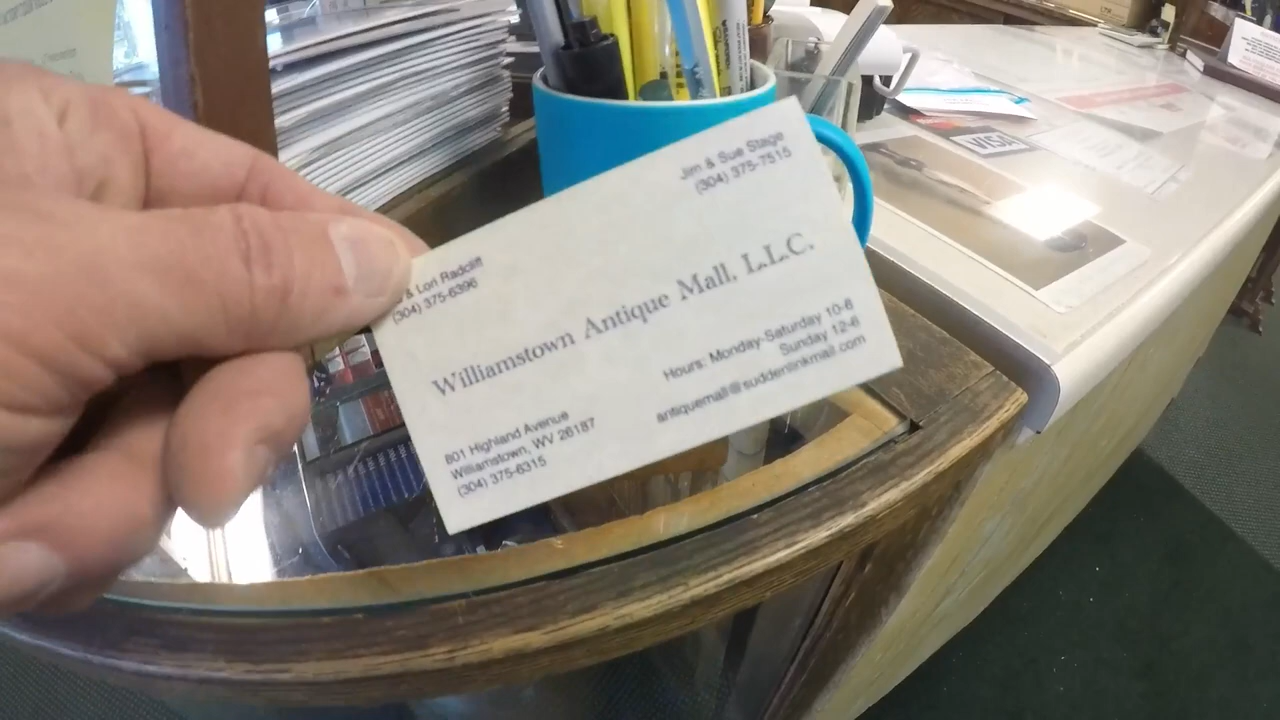 & Lori Radcliff
(304) 375-6396
Jim & Sue Stage
(304) 375-7515
Williamstown Antique Mall, L.L.C.
801 Highland Avenue
Williamstown, WV 26187
(304) 375-6315
Hours: Monday-Saturday 10-6
Sunday 12-6
antiquemall@suddenlinkmail.com
VISA